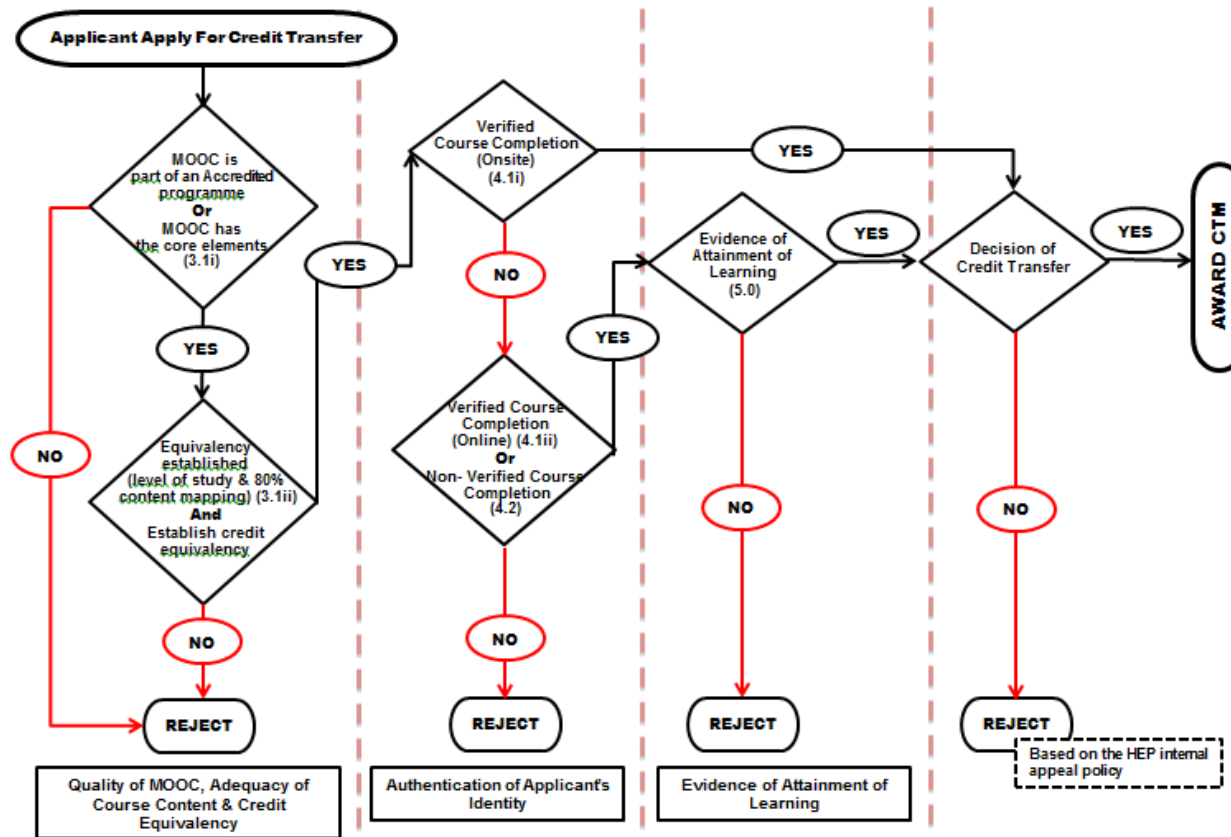 Applicant Apply For Credit Transfer
MOOC is
part of an Accredited
programme
Or
MOOC has
the core elements
(3.1i)
NO
YES
Equivalency
established
(level of study & 80%
content mapping) (3.1ii)
And
Establish credit
equivalency
NO
REJECT
Quality of MOOC, Adequacy of
Course Content & Credit
Equivalency
YES
Verified
Course Completion
(Onsite)
(4.1i)
NO
Verified Course
Completion
(Online) (4.1ii)
Or
Non- Verified Course
Completion
(4.2)
NO
REJECT
Authentication of Applicant's
Identity
YES
YES
Evidence of
Attainment of
Learning
(5.0)
YES
NO
REJECT
Evidence of Attainment of
Learning
Decision of
Credit Transfer
YES
NO
REJECT
Based on the HEP internal
appeal policy
AWARD CTM